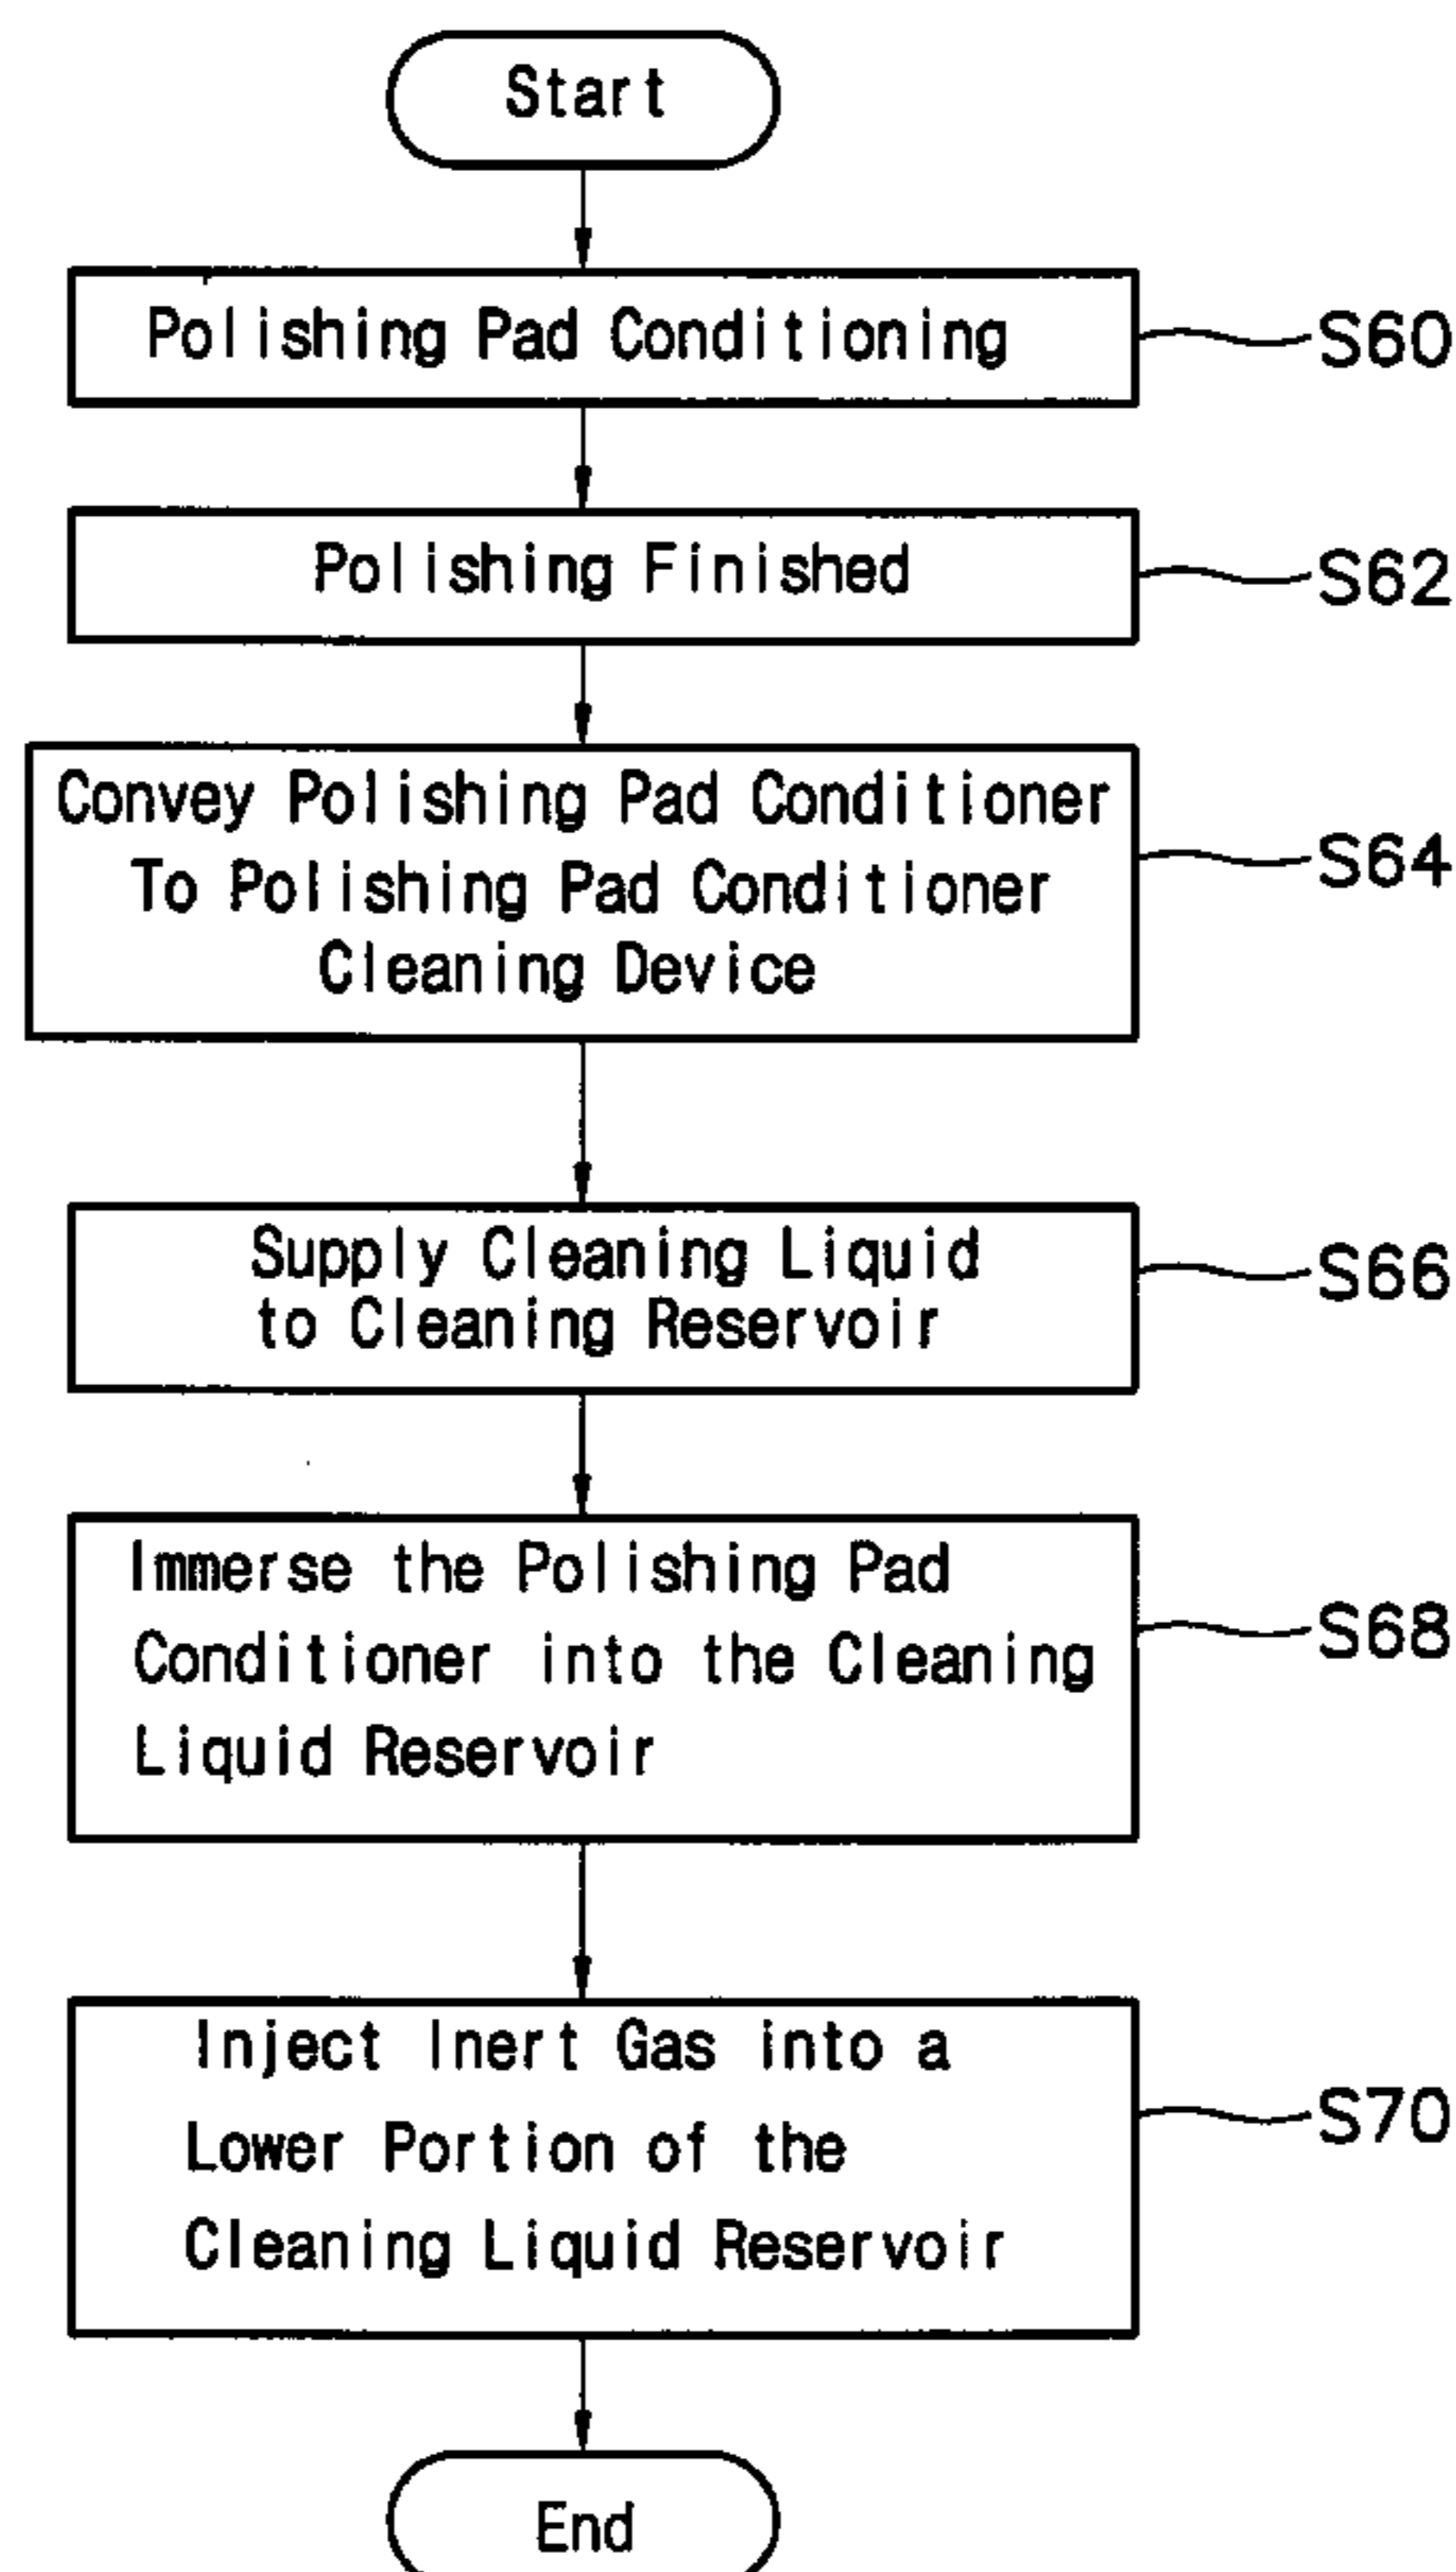 Start
Polishing Pad Conditioning
S60
Polishing Finished
S62
Convey Polishing Pad Conditioner
To Polishing Pad Conditioner
Cleaning Device
S64
Supply Cleaning Liquid
to Cleaning Reservoir
S66
Immerse the Polishing Pad
Conditioner into the Cleaning
Liquid Reservoir
S68
Inject Inert Gas into a
Lower Portion of the
Cleaning Liquid Reservoir
S70
End